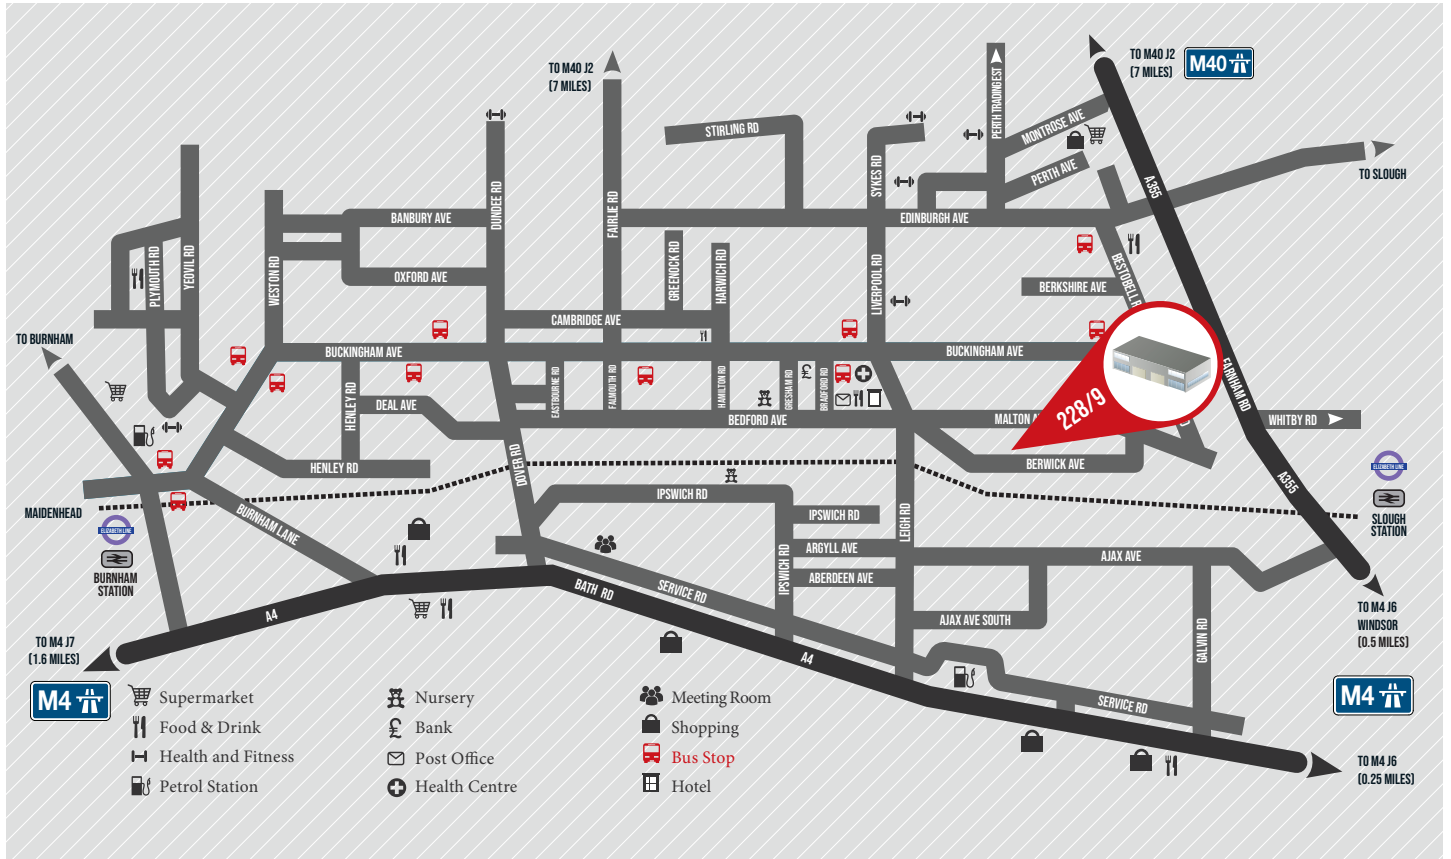 TO M40 J2
(7 MILES)
TO M40 J2
(7 MILES)
M40
PERTH TRADING EST
MONTROSE AVE
STIRLING RD
SYKES RD
PERTH AVE
A355
TO SLOUGH
DUNDEE RD
FAIRLIE RD
BANBURY AVE
EDINBURGH AVE
PLYMOUTH RD
YEOVIL RD
WESTON RD
OXFORD AVE
GREENOCK RD
HARWICH RD
LIVERPOOL RD
BERKSHIRE AVE
BESTOBELL R
CAMBRIDGE AVE
TO BURNHAM
BUCKINGHAM AVE
BUCKINGHAM AVE
FARNHAM RD
HENLEY RD
DEAL AVE
EASTBOURNE RD
FALMOUTH RD
HAMILTON RD
GRESHAM RD
BRADFORD RD
228/9
BEDFORD AVE
MALTON A
D
WHITBY RD
HENLEY RD
DOVER RD
BERWICK AVE
A355
ELIZABETH LINE
SLOUGH
STATION
MAIDENHEAD
ELIZABETH LINE
BURNHAM
STATION
BURNHAM LANE
IPSWICH RD
IPSWICH RD
LEIGH RD
ARGYLL AVE
AJAX AVE
IPSWICH RD
ABERDEEN AVE
BATH RD
SERVICE RD
AJAX AVE SOUTH
GALVIN RD
A4
A4
TO M4 J6
WINDSOR
(0.5 MILES)
M4
TO M4 J7
(1.6 MILES)
M4
SERVICE RD
TO M4 J6
(0.25 MILES)
Supermarket
Food & Drink
Health and Fitness
Petrol Station
Nursery
Bank
Post Office
Health Centre
Meeting Room
Shopping
Bus Stop
Hotel